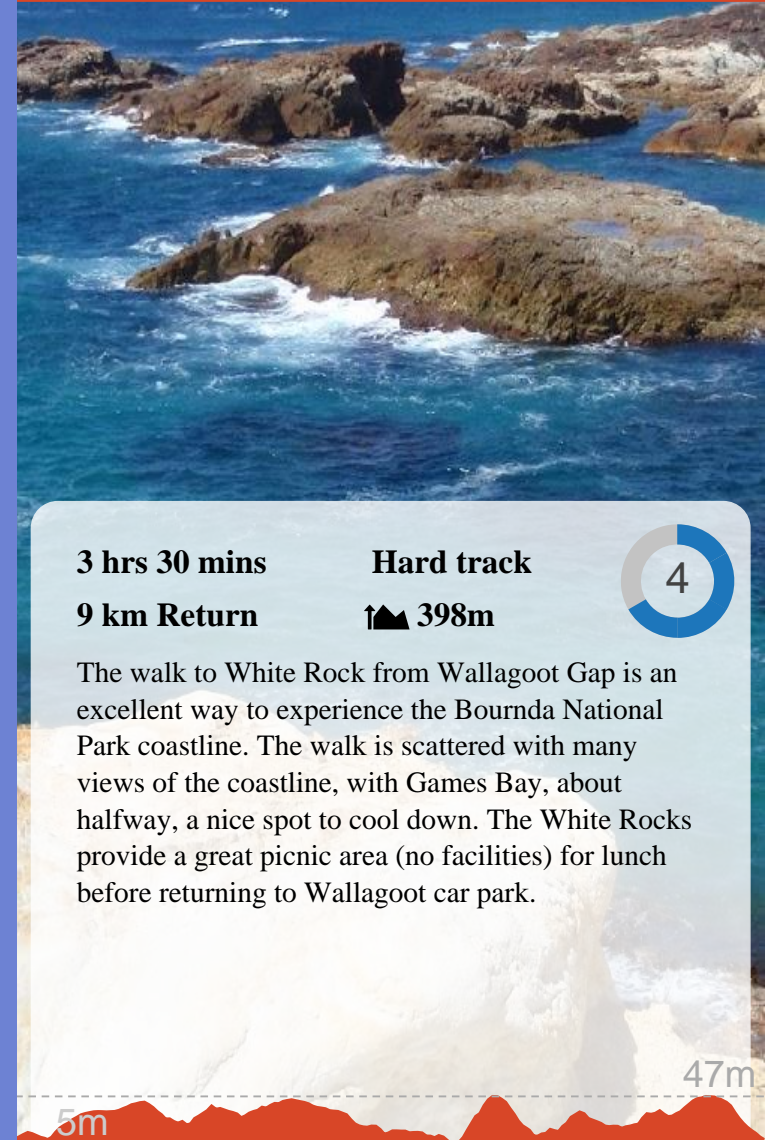 3 hrs 30 mins
Hard track
4
9 km Return
398m
The walk to White Rock from Wallagoot Gap is an
excellent way to experience the Bournda National
Park coastline. The walk is scattered with many
views of the coastline, with Games Bay, about
halfway, a nice spot to cool down. The White Rocks
provide a great picnic area (no facilities) for lunch
before returning to Wallagoot car park.
47m
5m